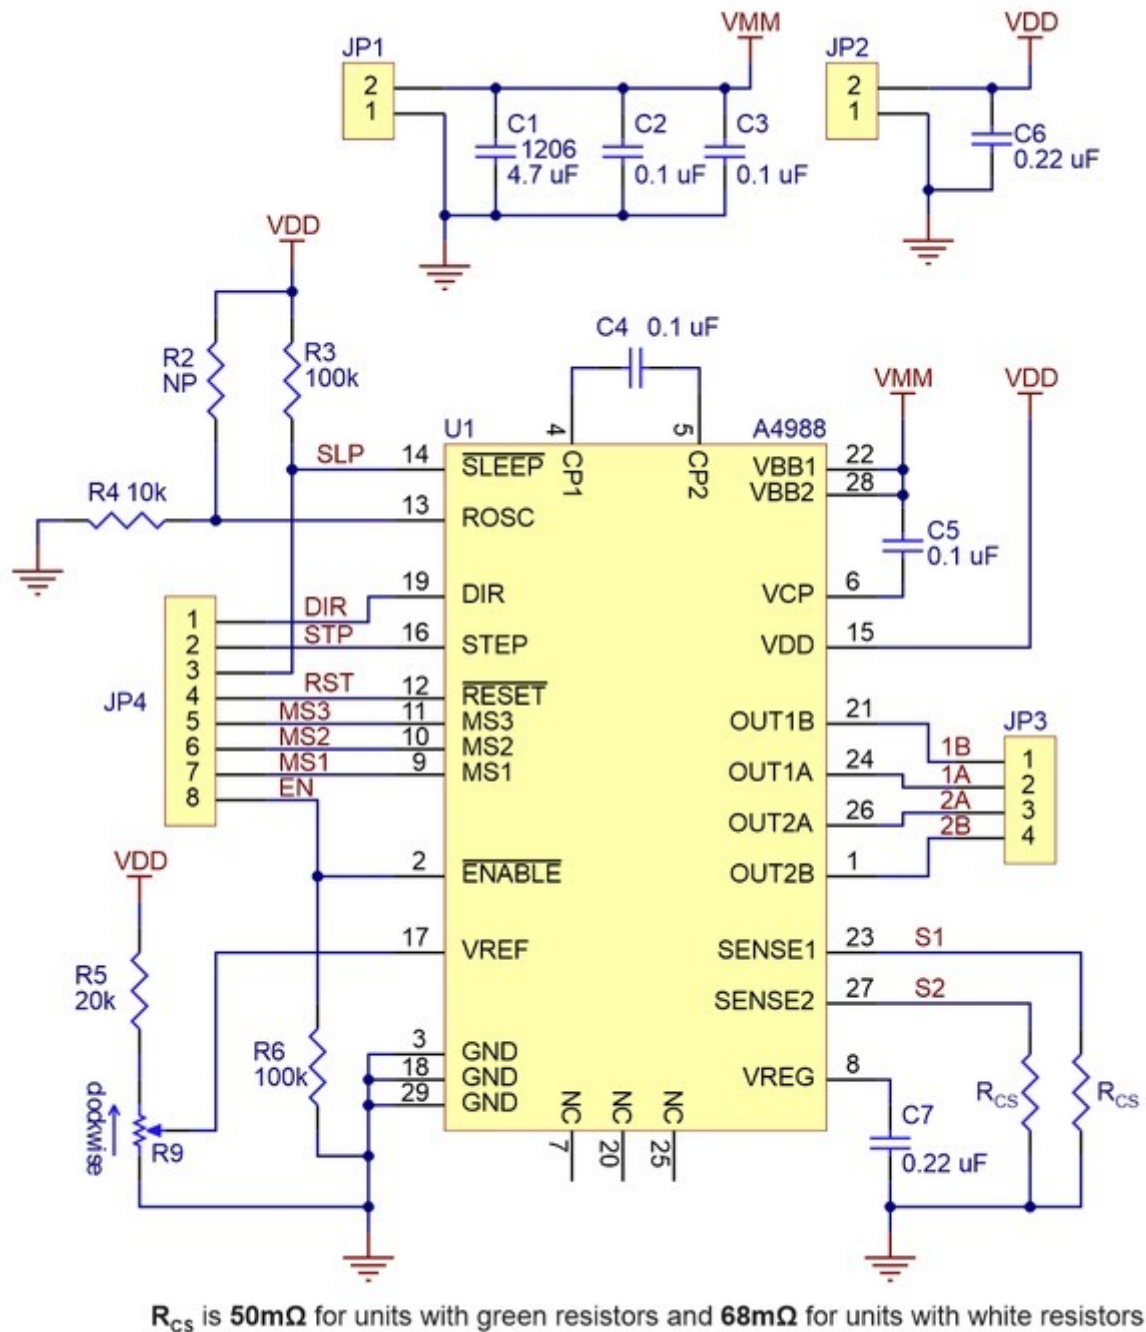 VMM
VDD
JP1
2
1
C1
1206
4.7 uF
C2
0.1 uF
C3
0.1 uF
JP2
2
1
C6
0.22 uF
VDD
R2
NP
R3
100k
C4 0.1 uF
VMM
VDD
U1
A4988
4
CP1
5
CP2
SLP
14
SLEEP
R4 10k
13
ROSC
VBB1
22
VBB2
28
C5
0.1 uF
VCP
6
VDD
15
JP4
1
2
3
4
5
6
7
8
DIR
19
DIR
STP
16
STEP
RST
12
RESET
MS3
11
MS3
MS2
10
MS2
MS1
9
MS1
EN
2
ENABLE
OUT1B
21
1B
OUT1A
24
1A
OUT2A
26
2A
OUT2B
1
2B
JP3
1
2
3
4
VDD
R5
20k
17
VREF
SENSE1
23
S1
SENSE2
27
S2
R6
100k
3
GND
18
GND
29
GND
VREG
8
C7
0.22 uF
RCS
RCS
clockwise
R9
NC
7
NC
20
NC
25
RCS is 50mΩ for units with green resistors and 68mΩ for units with white resistors